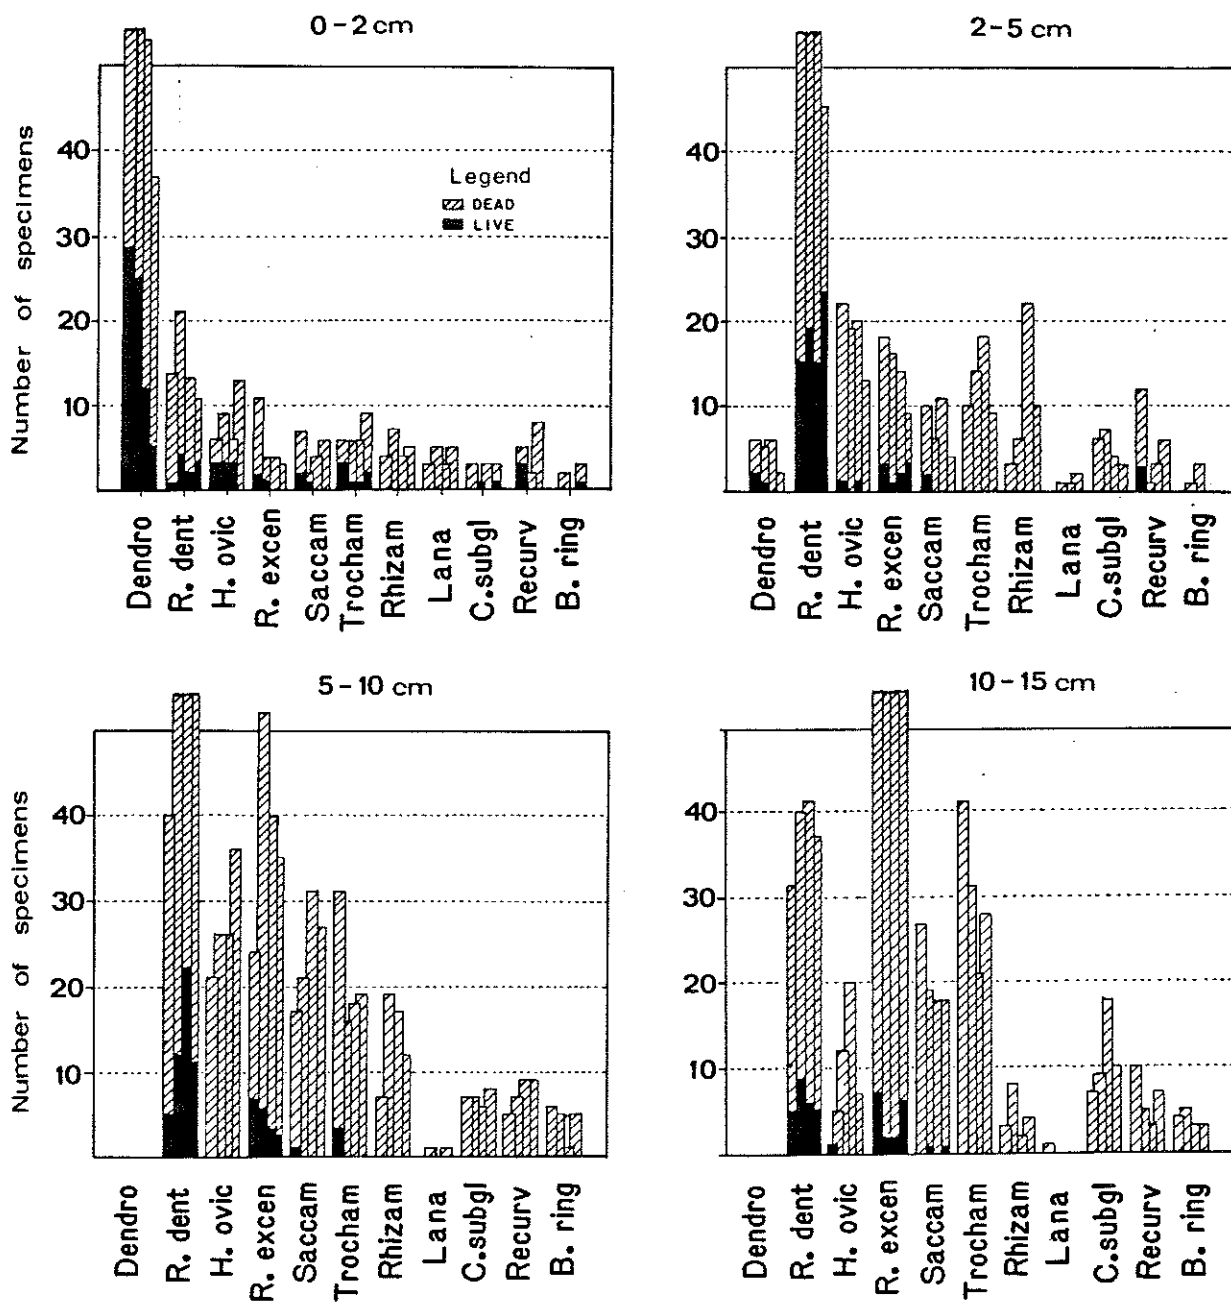 0-2 cm
Number of specimens
40
30
20
10
Legend
DEAD
LIVE
Dendro
R. dent
H. ovic
R. excen
Saccam
Trocham
Rhizam
Lana
C.subgl
Recurv
B. ring
2-5 cm
40
30
20
10
Dendro
R. dent
H. ovic
R. excen
Saccam
Trocham
Rhizam
Lana
C.subgl
Recurv
B. ring
5-10 cm
Number of specimens
40
30
20
10
Dendro
R. dent
H. ovic
R. excen
Saccam
Trocham
Rhizam
Lana
C.subgl
Recurv
B. ring
10-15 cm
40
30
20
10
Dendro
R. dent
H. ovic
R. excen
Saccam
Trocham
Rhizam
Lana
C.subgl
Recurv
B. ring